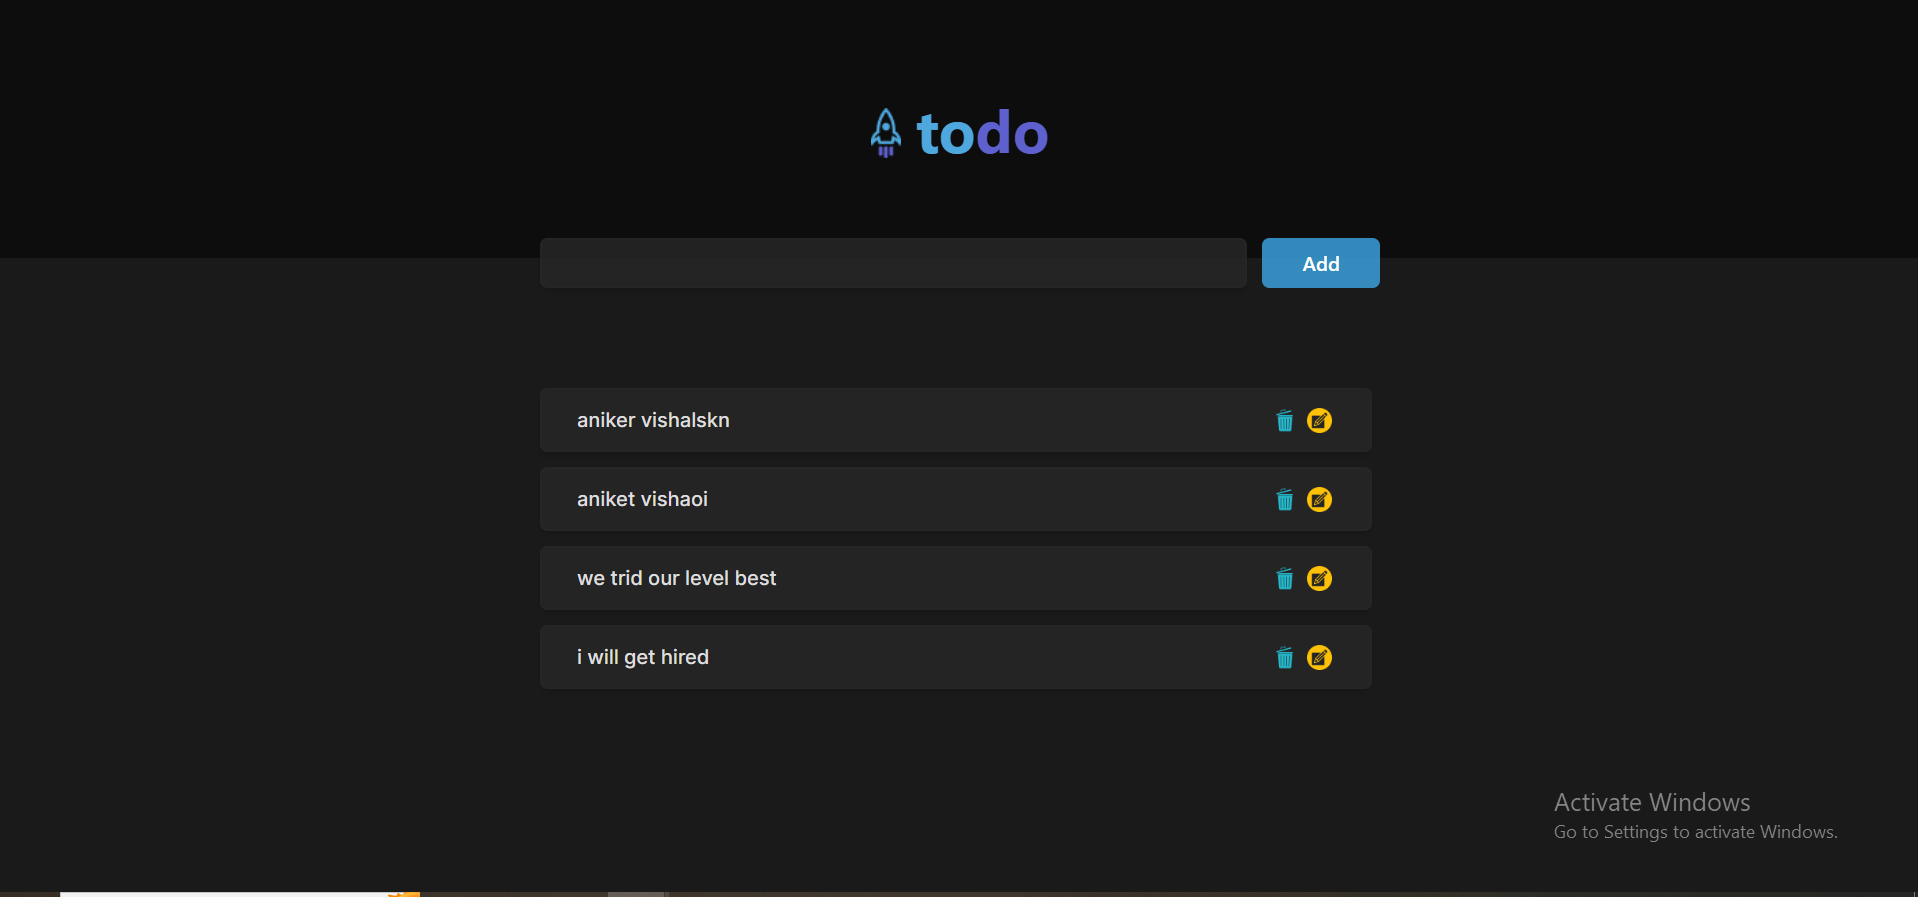 todo
Add
aniker vishalskn
aniket vishaoi
we trid our level best
i will get hired
Activate Windows
Go to Settings to activate Windows.